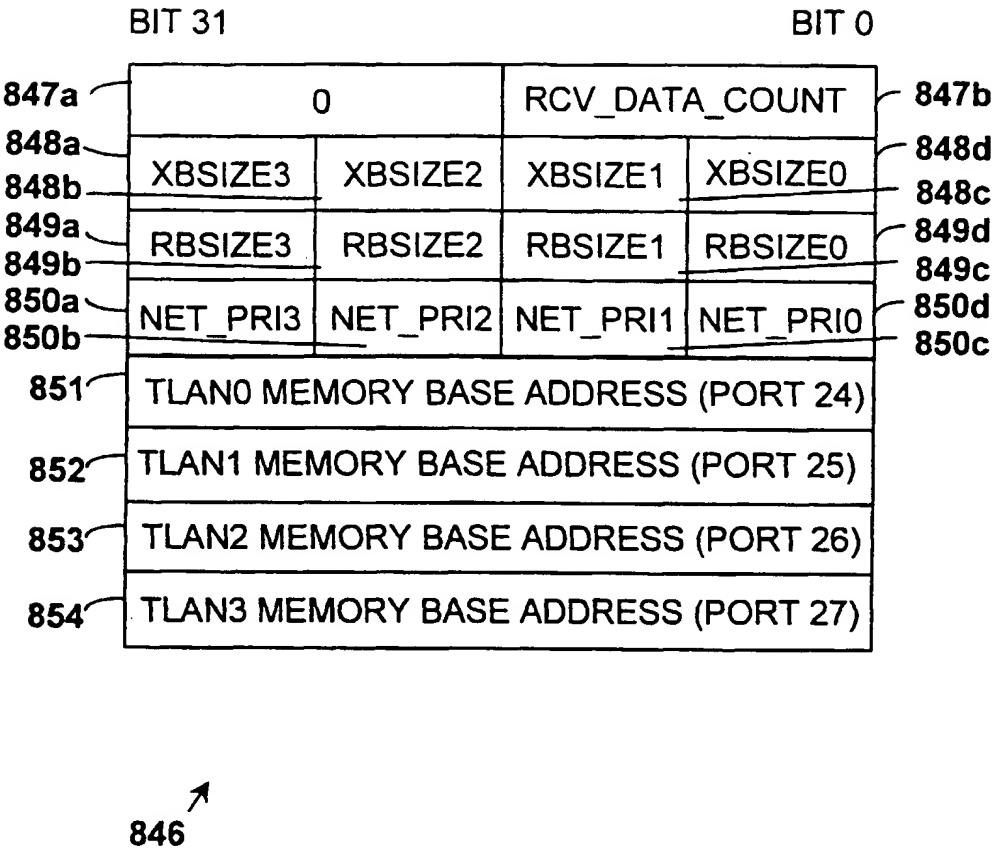 BIT 31 BIT 0
847a 0 RCV_DATA_COUNT 847b
848a XBSIZE3 XBSIZE2 XBSIZE1 XBSIZE0 848d
848b 848c
849a RBSIZE3 RBSIZE2 RBSIZE1 RBSIZE0 849d
849b 849c
850a NET_PRI3 NET_PRI2 NET_PRI1 NET_PRI0 850d
850b 850c
851 TLAN0 MEMORY BASE ADDRESS (PORT 24)
852 TLAN1 MEMORY BASE ADDRESS (PORT 25)
853 TLAN2 MEMORY BASE ADDRESS (PORT 26)
854 TLAN3 MEMORY BASE ADDRESS (PORT 27)
846